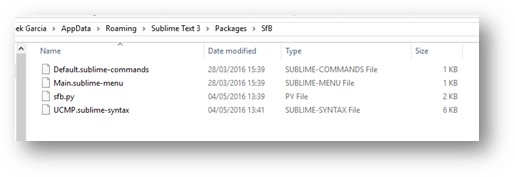 ek Garcia > AppData > Roaming > Sublime Text 3 > Packages > SfB
Name Date modified Type Size
Default.sublime-commands 28/03/2016 15:39 SUBLIME-COMMANDS File 1 KB
Main.sublime-menu 28/03/2016 15:39 SUBLIME-MENU File 1 KB
sfb.py 04/05/2016 13:39 PY File 2 KB
UCMP.sublime-syntax 04/05/2016 13:41 SUBLIME-SYNTAX File 6 KB